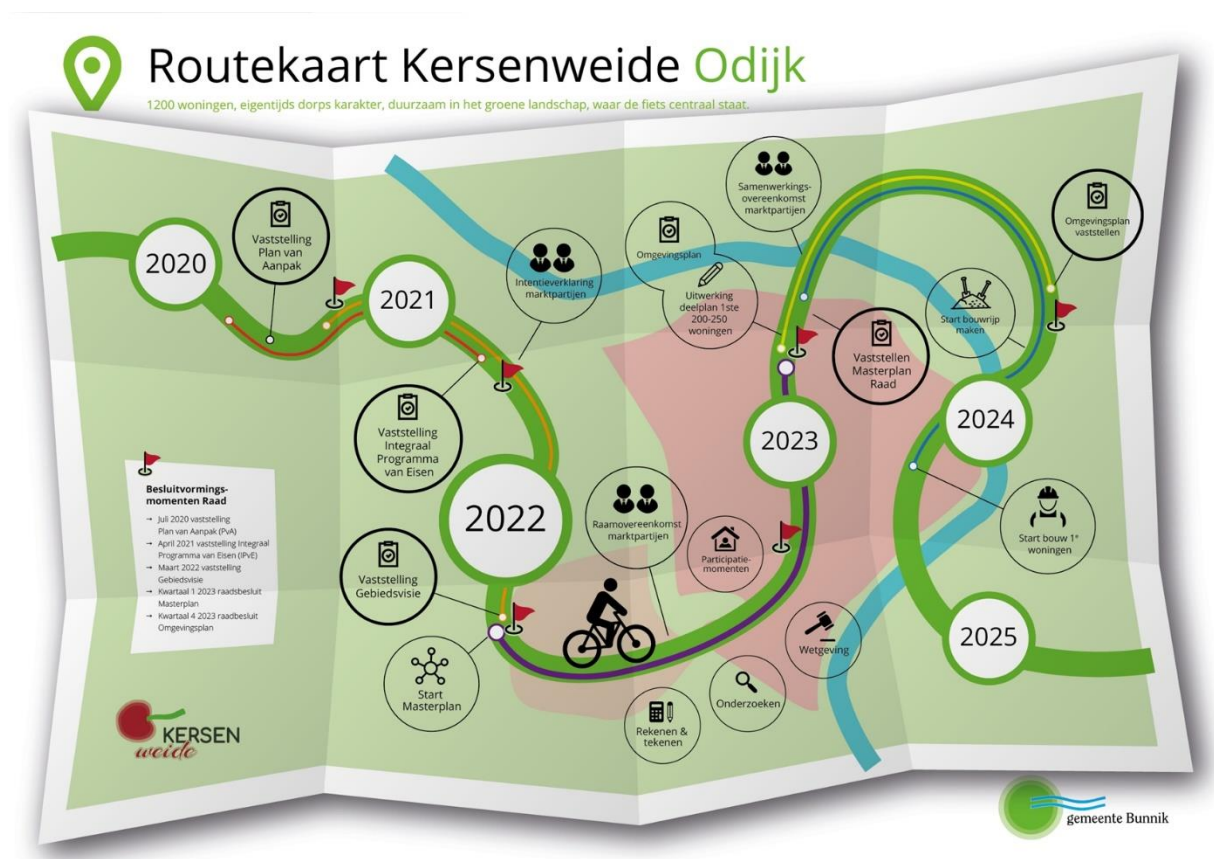 Routekaart Kersenweide Odijk
1200 woningen, eigentijds dorps karakter, duurzaam in het groene landschap, waar de fiets centraal staat.
2020
Vaststelling
Plan van
Aanpak
2021
Intentieverklaring
marktpartijen
Vaststelling
Integraal
Programma
van Eisen
2022
Vaststelling
Gebiedsvisie
Start
Masterplan
Raamovereenkomst
marktpartijen
Participatie-
momenten
Rekenen &
tekenen
Onderzoeken
Wetgeving
2023
Omgevingsplan
Uitwerking
deelplan 1ste
200-250
woningen
Samenwerkings-
overeenkomst
marktpartijen
Vaststellen
Masterplan
Raad
Omgevingsplan
vaststellen
Start bouwrijp
maken
2024
Start bouw 1e
woningen
2025
Besluitvormings-
momenten Raad
→ Juli 2020 vaststelling
Plan van Aanpak (PvA)
→ April 2021 vaststelling Integraal
Programma van Eisen (IPvE)
→ Maart 2022 vaststelling
Gebiedsvisie
→ Kwartaal 1 2023 raadsbesluit
Masterplan
→ Kwartaal 4 2023 raadbesluit
Omgevingsplan
KERSEN
weide
gemeente Bunnik